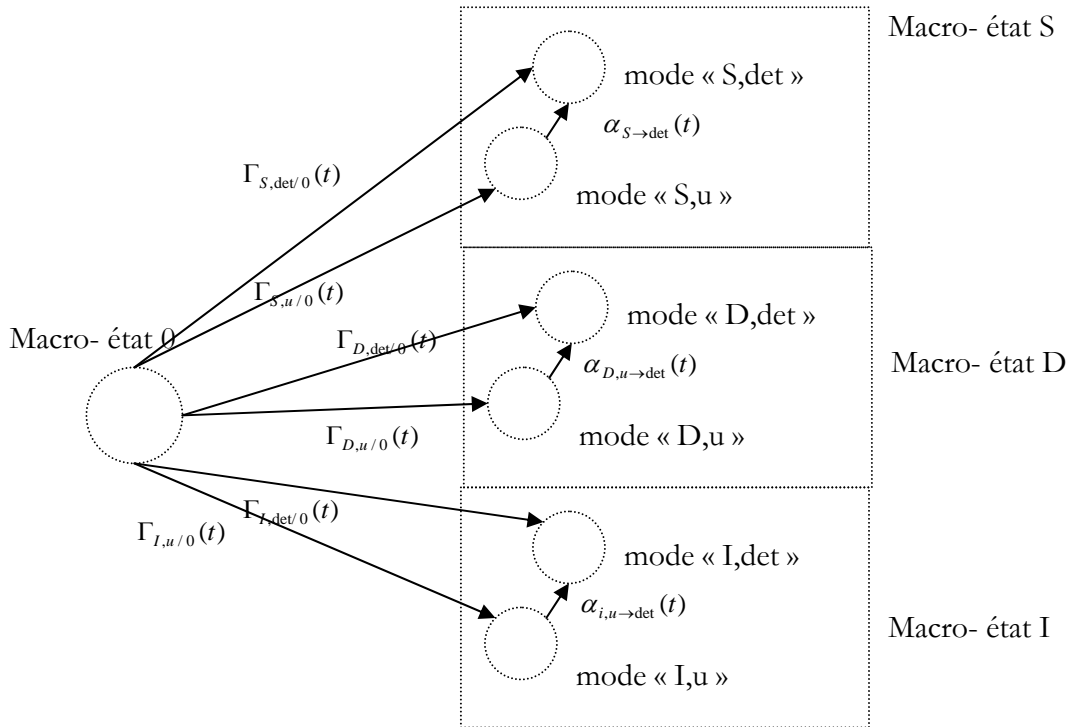 Macro- état S
mode « S,det »
α_{S→det}(t)
Γ_{S,det/0}(t)
mode « S,u »
Γ_{S,u/0}(t)
mode « D,det »
Macro- état 0
Γ_{D,det/0}(t)
α_{D,u→det}(t)
Macro- état D
Γ_{D,u/0}(t)
mode « D,u »
Γ_{I,det/0}(t)
Γ_{I,u/0}(t)
mode « I,det »
α_{i,u→det}(t)
Macro- état I
mode « I,u »